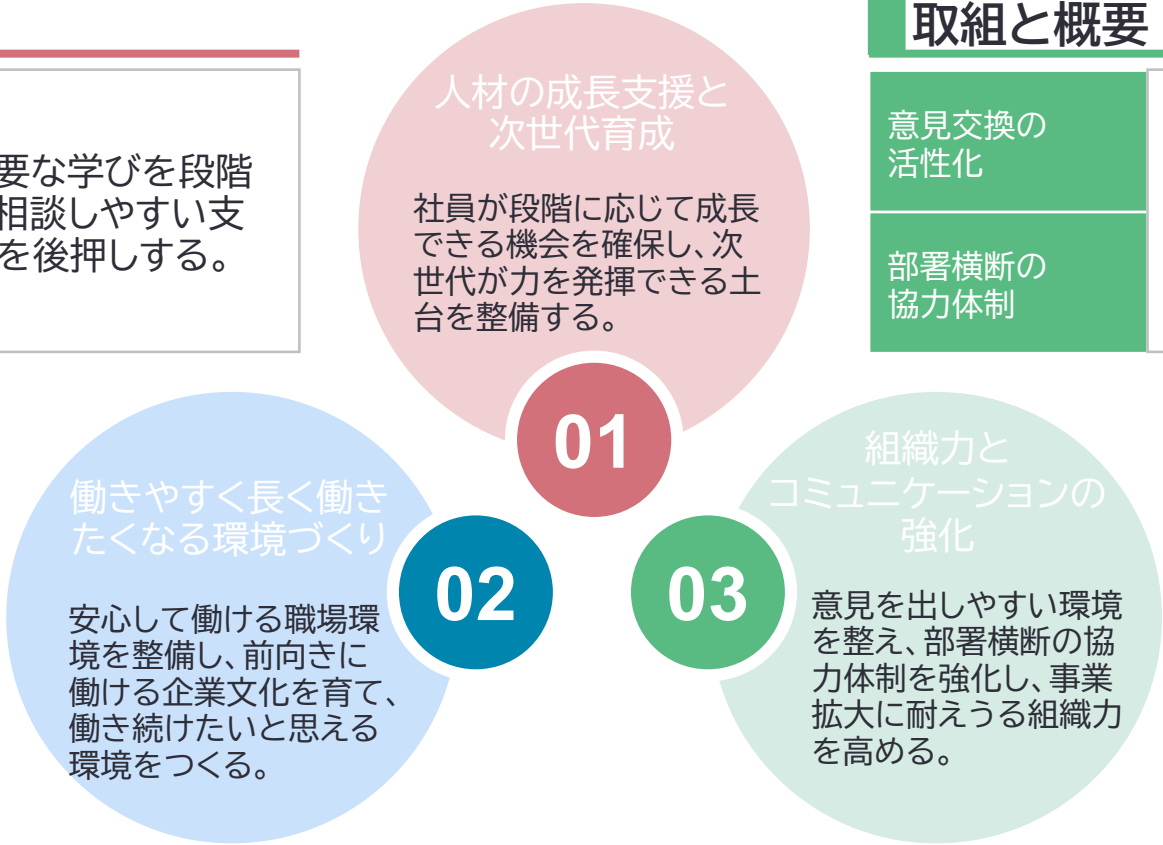 要な学びを段階
相談しやすい支
を後押しする。
人材の成長支援と
次世代育成
社員が段階に応じて成長
できる機会を確保し、次
世代が力を発揮できる土
台を整備する。
01
取組と概要
意見交換の
活性化
部署横断の
協力体制
働きやすく長く働き
たくなる環境づくり
安心して働ける職場環
境を整備し、前向きに
働ける企業文化を育て、
働き続けたいと思える
環境をつくる。
02
03
組織力と
コミュニケーションの
強化
意見を出しやすい環境
を整え、部署横断の協
力体制を強化し、事業
拡大に耐えうる組織力
を高める。